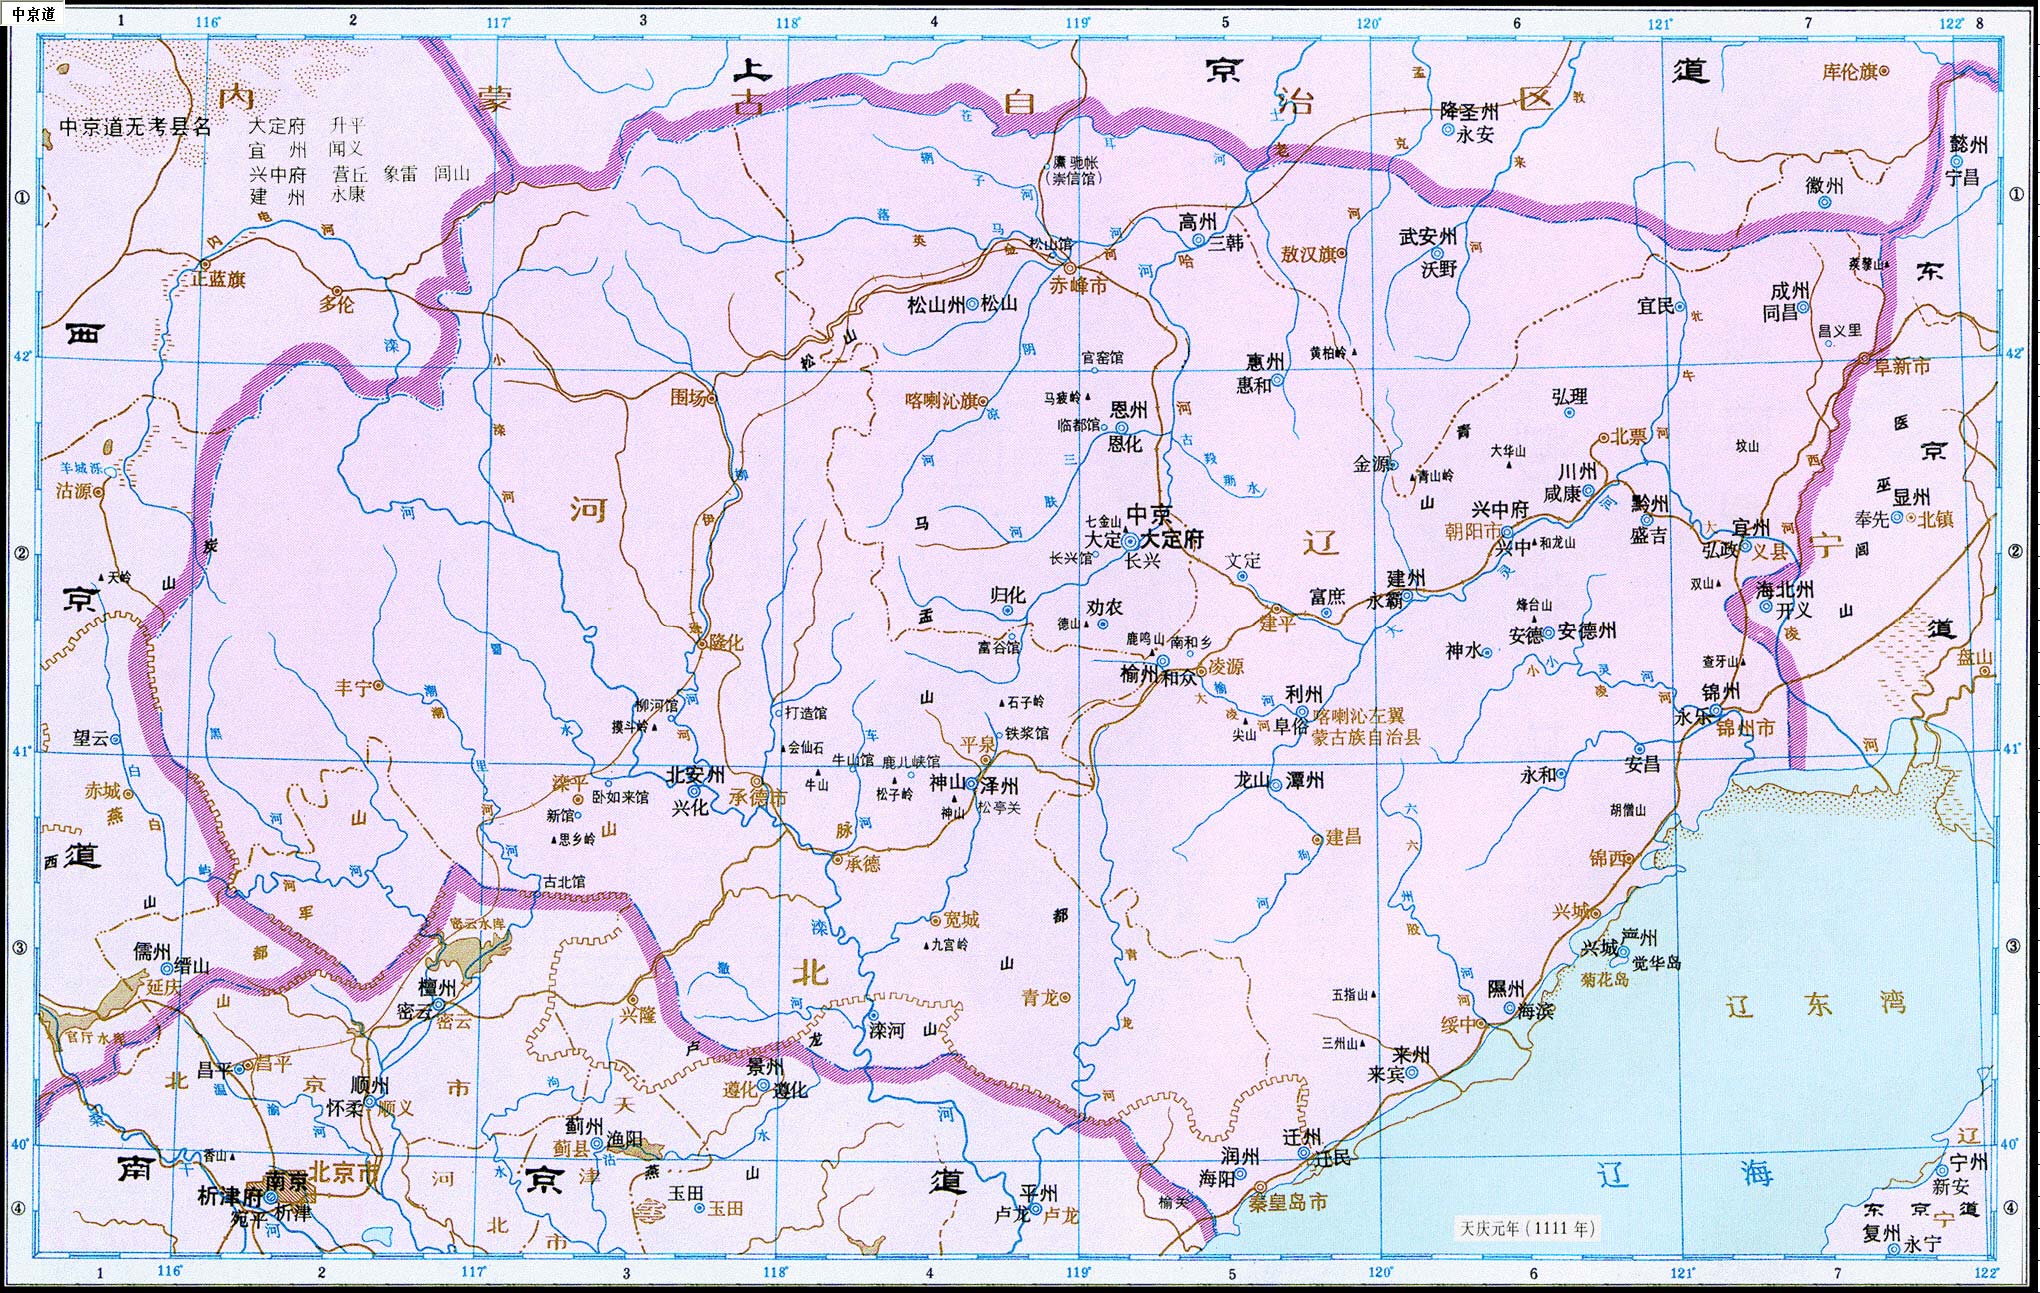 中京道
1 2 3 4 5 6 7 8
116° 117° 118° 119° 120° 121° 122°
上 京 道
内 蒙 古 自 治 区
库伦旗
中京道无考县名
大定府 升平
宜 州 闻义
兴中府 营丘 象雷 闾山
建 州 永康
降圣州
永安
懿州
宁昌
徽州
高州
三韩
敖汉旗
武安州
沃野
松山馆
赤峰市
松山州 松山
正蓝旗
多伦
闪 电 河
宜民
成州
同昌
昌义里
阜新市
西 京 道
东 京 道
42°
41°
40°
① ② ③ ④
小 滦 河
围场
喀喇沁旗
官窑馆
马疲岭
临都馆
恩州
恩化
惠州
惠和
黄柏岭
弘理
北票
大华山
坟山
金源
青山岭
川州
咸康
兴中府
朝阳市
兴中
和龙山
黔州
盛吉
宜州
弘政
义县
显州
奉先
北镇
海北州
开义
双山
羊城泺
沽源
天岭
炭 山
河 北
辽 宁
七金山
中京
大定
大定府
长兴馆
长兴
文定
归化
劝农
德山
富谷馆
鹿鸣山
南和乡
榆州
和众
凌源
建平
富庶
建州
永霸
烽台山
安德
安德州
神水
查牙山
锦州
永乐
锦州市
盘山
利州
阜俗
喀喇沁左翼
蒙古族自治县
尖山
隆化
丰宁
柳河馆
摸斗岭
打造馆
会仙石
牛山馆
鹿儿峡馆
牛山
松子岭
石子岭
铁浆馆
平泉
神山
泽州
神山
松亭关
望云
赤城
滦平
卧如来馆
北安州
兴化
承德市
新馆
思乡岭
承德
古北馆
龙山
潭州
建昌
永和
安昌
胡僧山
锦西
兴城
兴城
严州
觉华岛
菊花岛
宽城
九宫岭
青龙
五指山
三州山
隰州
海滨
绥中
来州
来宾
辽 东 湾
儒州
缙山
延庆
官厅水库
密云水库
檀州
密云
密云
兴隆
滦河
昌平
昌平
北 京 市
顺州
怀柔
顺义
景州
遵化
遵化
蓟州
蓟县
渔阳
天 津 市
香山
南京
北京市
析津府
宛平
析津
南 京 道
玉田
玉田
平州
卢龙
卢龙
润州
海阳
迁州
迁民
秦皇岛市
榆关
辽 海
天庆元年（1111 年）
宁州
新安
东 京 道
复州
永宁